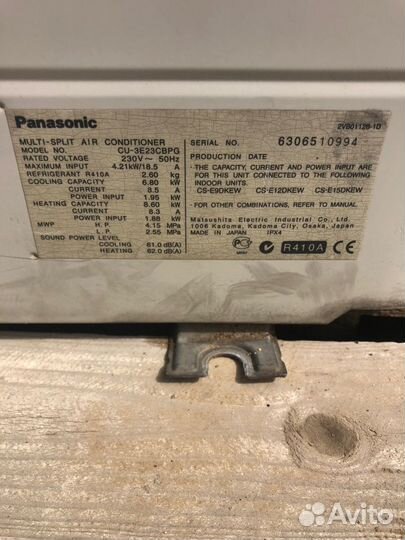 Panasonic
2VB01128-1D
MULTI-SPLIT AIR CONDITIONER
MODEL NO. CU-3E23CBPG
RATED VOLTAGE 230V~ 50Hz
MAXIMUM INPUT 4.21kW/18.5 A
REFRIGERANT R410A 2.60 kg
COOLING CAPACITY 6.80 kW
CURRENT 8.5 A
POWER INPUT 1.95 kW
HEATING CAPACITY 8.60 kW
CURRENT 8.3 A
POWER INPUT 1.88 kW
MWP H.P. 4.15 MPa
L.P. 2.55 MPa
SOUND POWER LEVEL
COOLING 61.0 dB(A)
HEATING 62.0 dB(A)
SERIAL NO. 6306510994
PRODUCTION DATE
THE CAPACITY, CURRENT AND POWER INPUT ARE
FOR THIS UNIT CONNECTED TO THE FOLLOWING
INDOOR UNITS.
CS-E9DKEW CS-E12DKEW CS-E15DKEW
FOR OTHER COMBINATIONS, REFER TO MANUAL.
Matsushita Electric Industrial Co., Ltd.
1006 Kadoma, Kadoma City, Osaka, Japan
MADE IN JAPAN IPX4
R410A CE
Avito